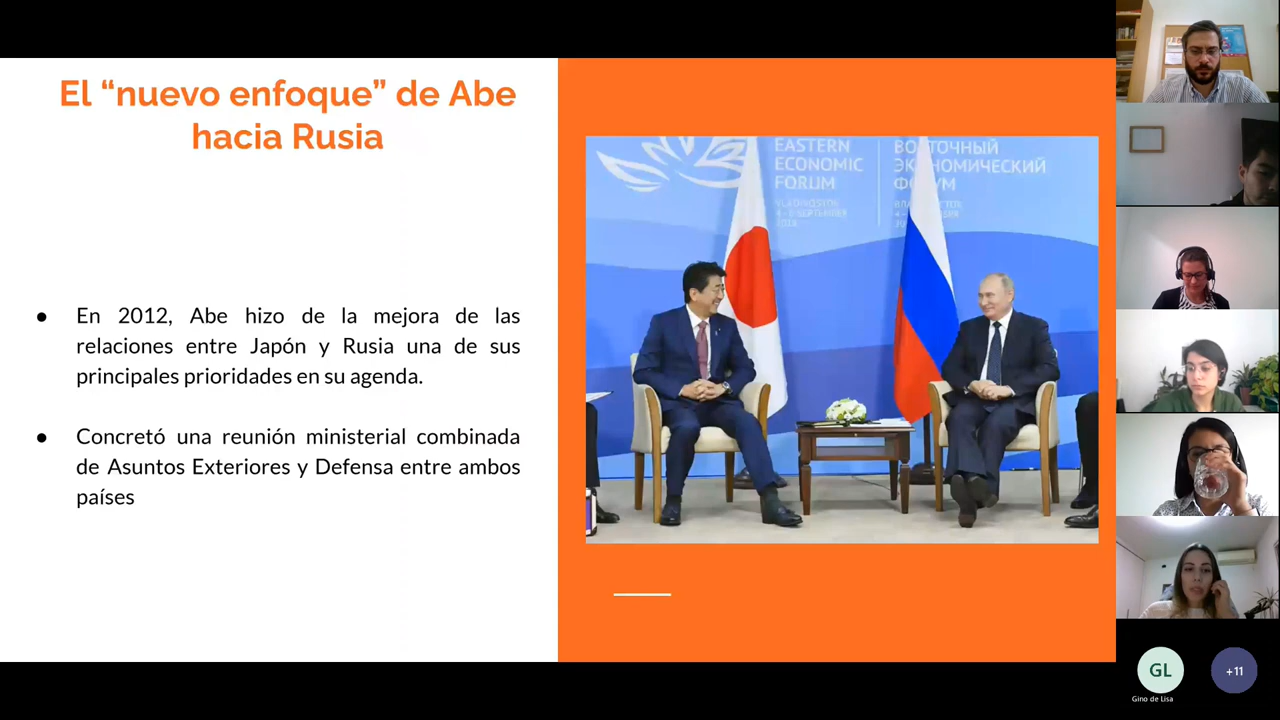 El “nuevo enfoque” de Abe
hacia Rusia
● En 2012, Abe hizo de la mejora de las
relaciones entre Japón y Rusia una de sus
principales prioridades en su agenda.
● Concretó una reunión ministerial combinada
de Asuntos Exteriores y Defensa entre ambos
países
EASTERN
ECONOMIC
FORUM
VLADIVOSTOK
ВОСТОЧНЫЙ
ЭКОНОМИЧЕСКИЙ
GL
+11
Gino de Lisa